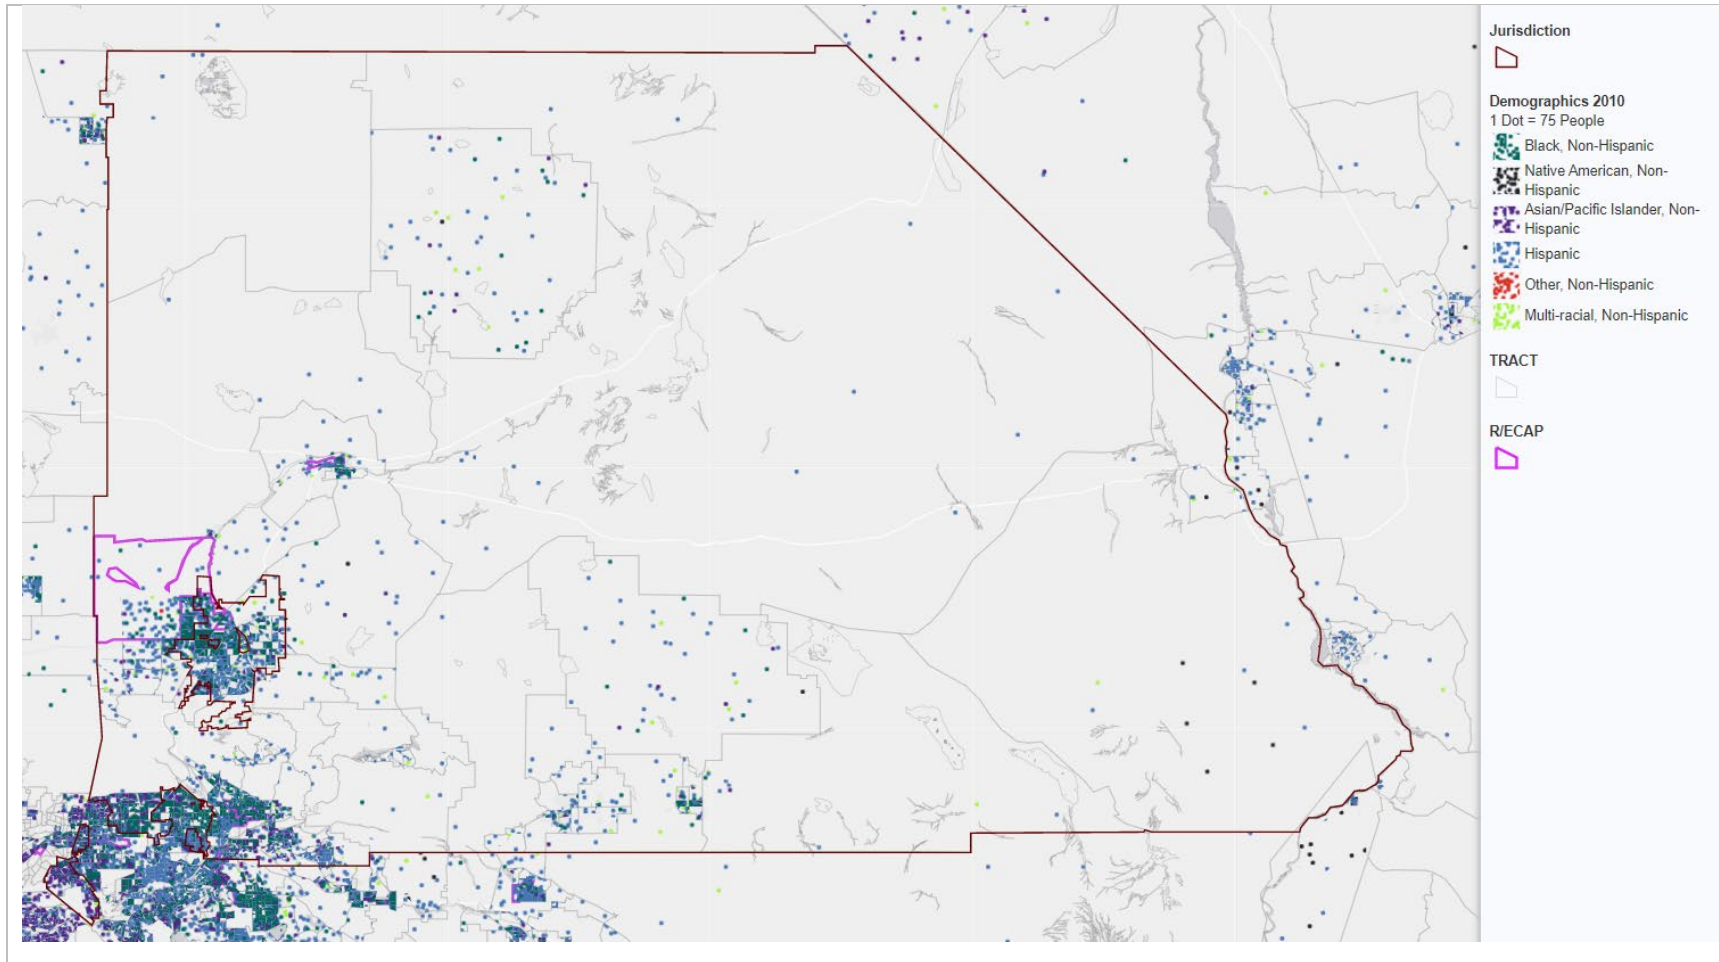 Jurisdiction
Demographics 2010
1 Dot = 75 People
Black, Non-Hispanic
Native American, Non-
Hispanic
Asian/Pacific Islander, Non-
Hispanic
Hispanic
Other, Non-Hispanic
Multi-racial, Non-Hispanic
TRACT
R/ECAP